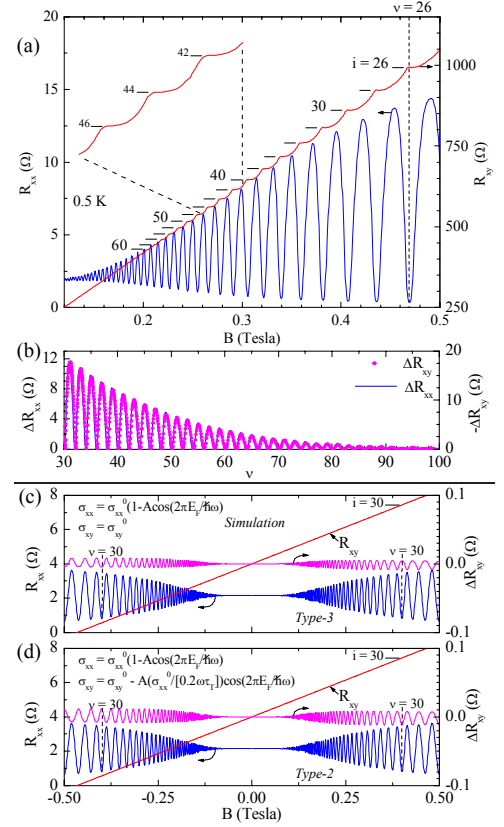 ν = 26
(a)
20
15
10
5
0
R_xx (Ω)
42
44
46
i = 26
30
40
50
60
0.5 K
1000
750
500
250
R_xy (Ω)
0.2 0.3 0.4 0.5
B (Tesla)
(b)
12
8
4
0
ΔR_xx (Ω)
ΔR_xy
ΔR_xx
20
10
0
-ΔR_xy (Ω)
30 40 50 60 70 80 90 100
ν
(c)
8
6
4
2
0
R_xx (Ω)
σ_xx = σ_xx^0(1-Acos(2πE_F/ħω)
σ_xy = σ_xy^0
Simulation
i = 30
R_xy
ν = 30
ν = 30
Type-3
0.1
0.0
-0.1
ΔR_xy (Ω)
(d)
8
6
4
2
0
R_xx (Ω)
σ_xx = σ_xx^0(1-Acos(2πE_F/ħω)
σ_xy = σ_xy^0 - A(σ_xx^0/[0.2ωτ_T])cos(2πE_F/ħω)
i = 30
R_xy
ν = 30
ν = 30
Type-2
0.1
0.0
-0.1
ΔR_xy (Ω)
-0.50 -0.25 0.00 0.25 0.50
B (Tesla)